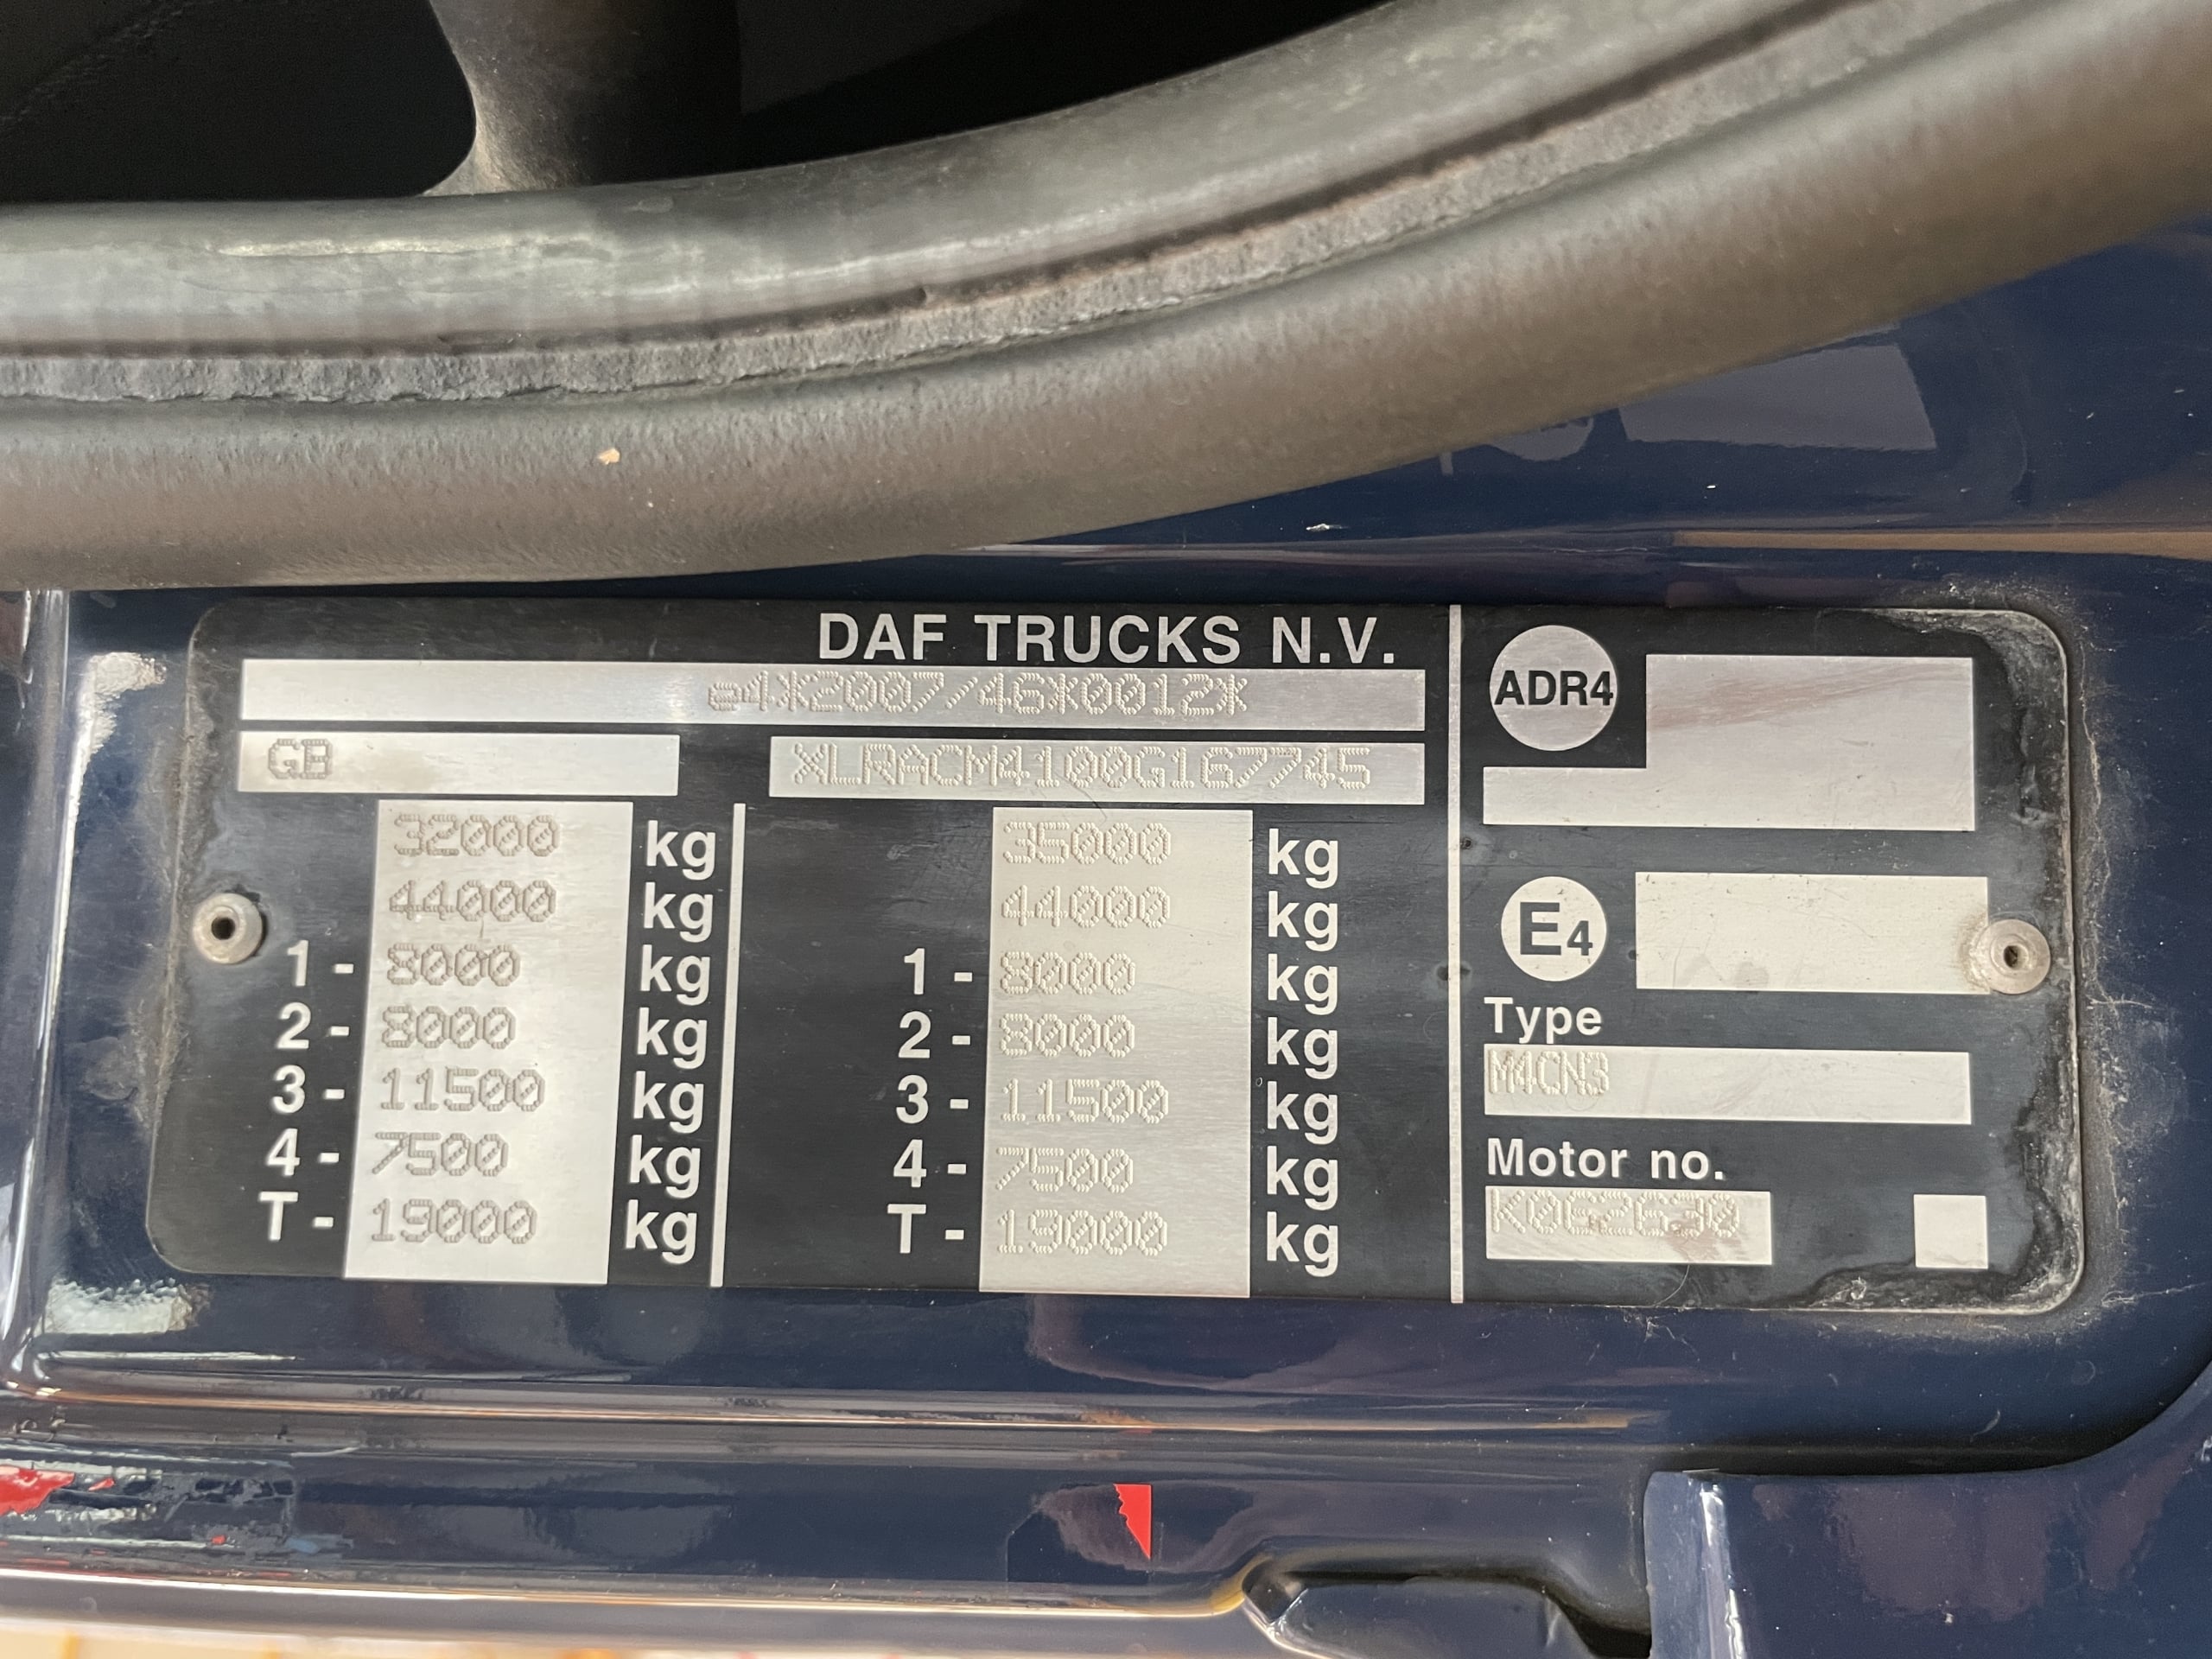 DAF TRUCKS N.V.
e4*2007/46*0012*
GB XLRACM4100G167745
32000 kg 35000 kg
44000 kg 44000 kg
1 - 8000 kg 1 - 8000 kg
2 - 8000 kg 2 - 8000 kg
3 - 11500 kg 3 - 11500 kg
4 - 7500 kg 4 - 7500 kg
T - 19000 kg T - 19000 kg
ADR4
E4
Type
M4CN3
Motor no.